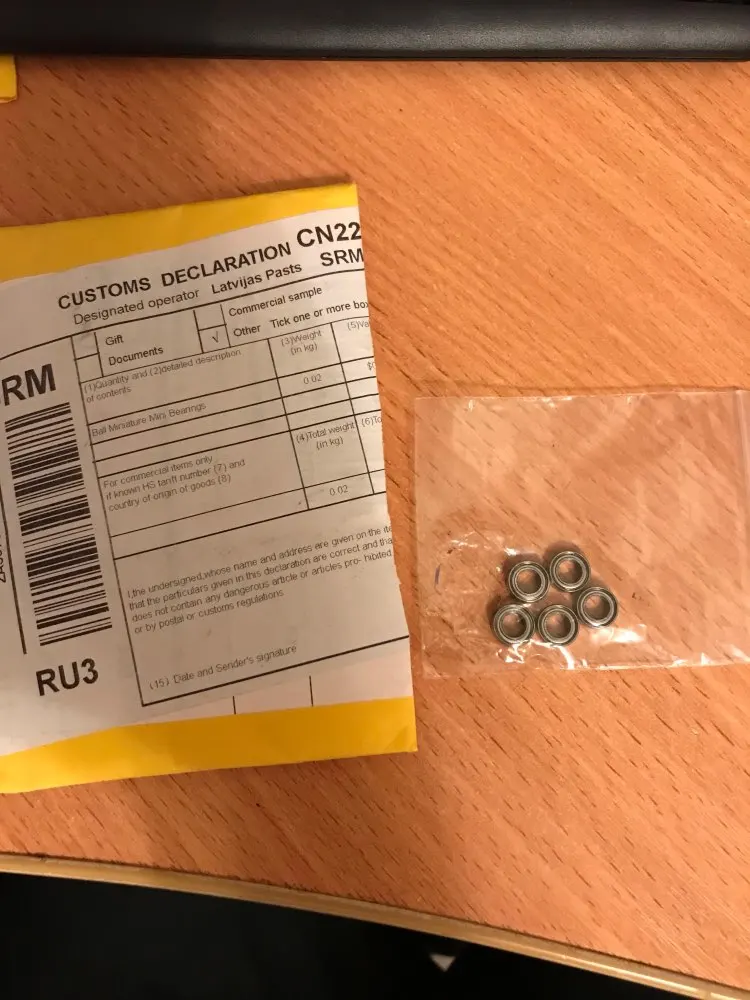 CUSTOMS DECLARATION CN22
Designated operator Latvijas Pasts SRM
Gift
Commercial sample
Documents
√
Other Tick one or more box
(1)Quantity and (2)detailed description
of contents
(3)Weight
(in kg)
(5)Va
Ball Miniature Mini Bearings
0.02
$0
For commercial items only
if known HS tariff number (7) and
country of origin of goods (8)
(4)Total weight
(in kg)
(6)To
0.02
I,the undersigned,whose name and address are given on the ite
that the particulars given in this declaration are correct and tha
does not contain any dangerous article or articles pro- hibited
or by postal or customs regulations
(15). Date and Sender's signature
RM
RU3